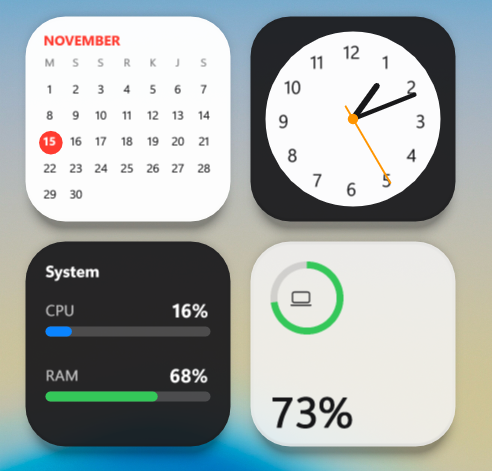 NOVEMBER
M S S R K J S
1 2 3 4 5 6 7
8 9 10 11 12 13 14
15 16 17 18 19 20 21
22 23 24 25 26 27 28
29 30
12
11 1
10 2
9 3
8 4
7 5
6
System
CPU 16%
RAM 68%
73%